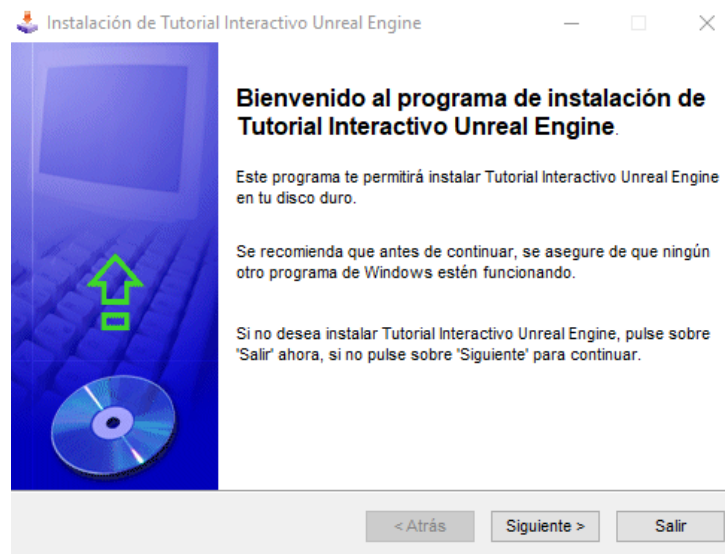 Instalación de Tutorial Interactivo Unreal Engine
Bienvenido al programa de instalación de
Tutorial Interactivo Unreal Engine.
Este programa te permitirá instalar Tutorial Interactivo Unreal Engine
en tu disco duro.
Se recomienda que antes de continuar, se asegure de que ningún
otro programa de Windows estén funcionando.
Si no desea instalar Tutorial Interactivo Unreal Engine, pulse sobre
'Salir' ahora, si no pulse sobre 'Siguiente' para continuar.
< Atrás
Siguiente >
Salir